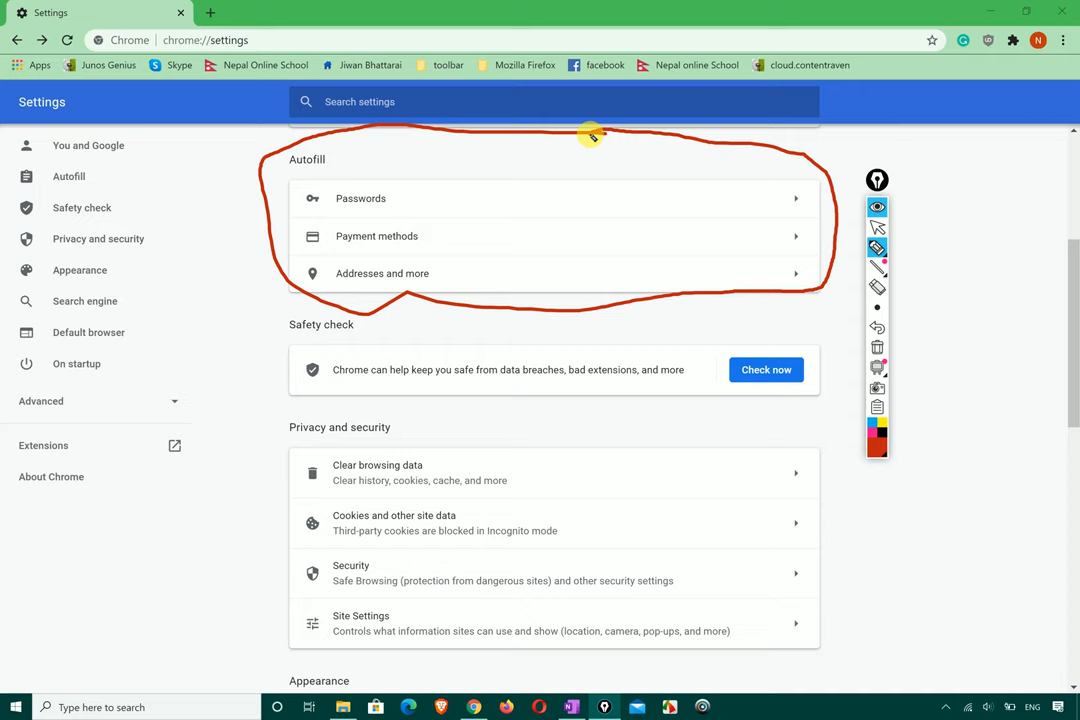 Settings
Chrome
chrome://settings
N
Apps
Junos Genius
Skype
Nepal Online School
Jiwan Bhattarai
toolbar
Mozilla Firefox
facebook
Nepal online School
cloud.contentraven
Settings
Search settings
You and Google
Autofill
Safety check
Privacy and security
Appearance
Search engine
Default browser
On startup
Advanced
Extensions
About Chrome
Autofill
Passwords
Payment methods
Addresses and more
Safety check
Chrome can help keep you safe from data breaches, bad extensions, and more
Check now
Privacy and security
Clear browsing data
Clear history, cookies, cache, and more
Cookies and other site data
Third-party cookies are blocked in Incognito mode
Security
Safe Browsing (protection from dangerous sites) and other security settings
Site Settings
Controls what information sites can use and show (location, camera, pop-ups, and more)
Appearance
Type here to search
ENG